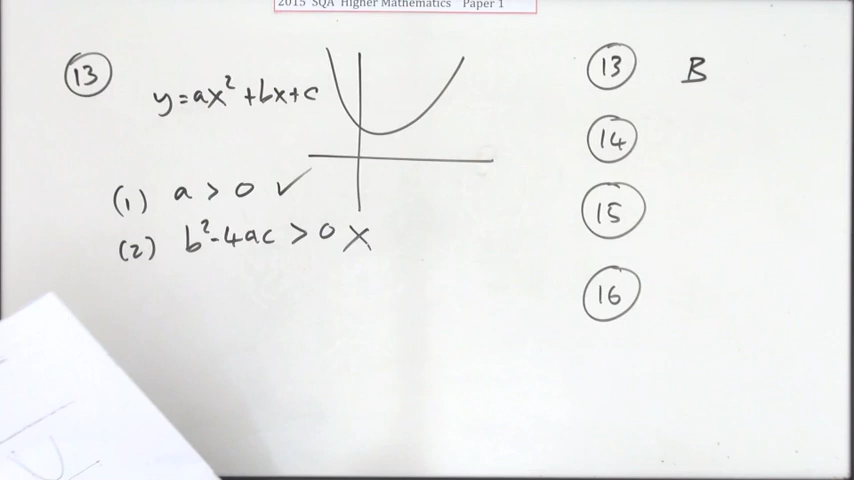 2015 SQA Higher Mathematics Paper 1
13
y=ax²+bx+c
(1) a > 0 ✓
(2) b²-4ac > 0 X
13 B
14
15
16